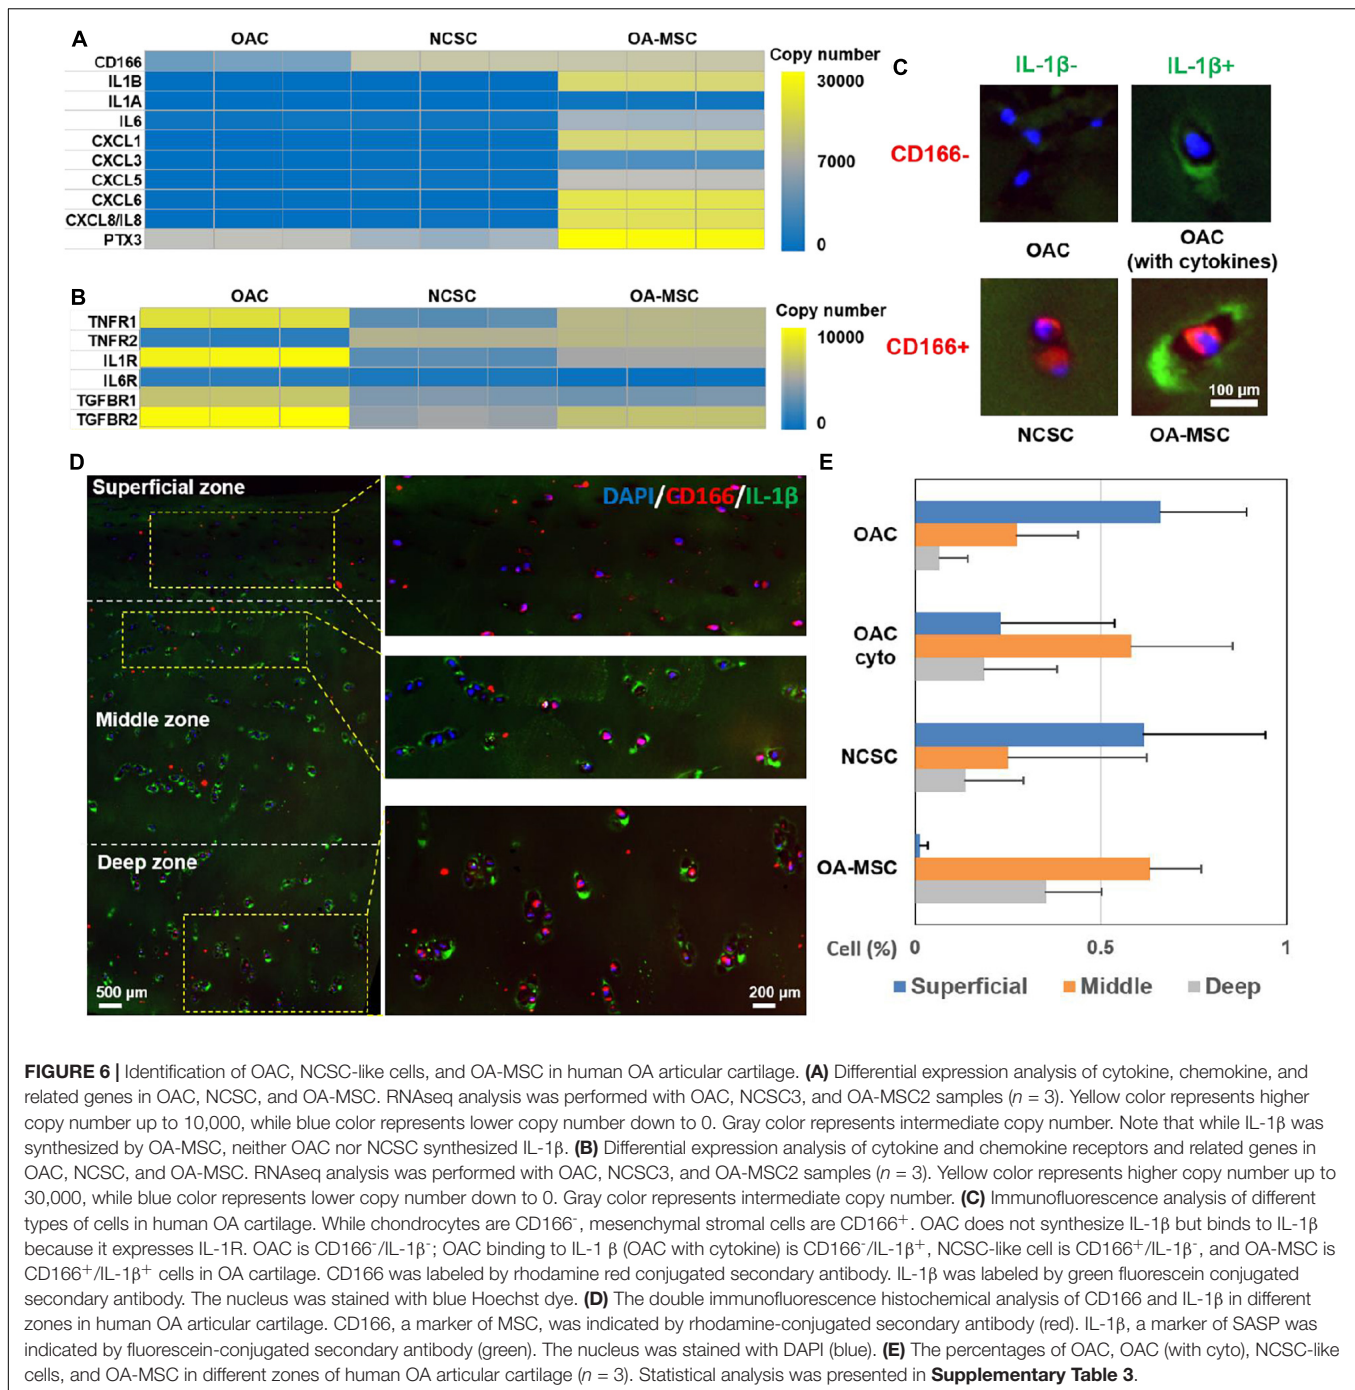 A
OAC NCSC OA-MSC
Copy number
CD166
IL1B
IL1A
IL6
CXCL1
CXCL3
CXCL5
CXCL6
CXCL8/IL8
PTX3
30000
7000
0
B
OAC NCSC OA-MSC
Copy number
TNFR1
TNFR2
IL1R
IL6R
TGFBR1
TGFBR2
10000
0
C
IL-1β- IL-1β+
CD166-
OAC
OAC
(with cytokines)
CD166+
100 µm
NCSC OA-MSC
D
Superficial zone
DAPI/CD166/IL-1β
Middle zone
Deep zone
500 µm
200 µm
E
OAC
OAC
cyto
NCSC
OA-MSC
Cell (%) 0 0.5 1
Superficial Middle Deep
FIGURE 6 | Identification of OAC, NCSC-like cells, and OA-MSC in human OA articular cartilage. (A) Differential expression analysis of cytokine, chemokine, and
related genes in OAC, NCSC, and OA-MSC. RNAseq analysis was performed with OAC, NCSC3, and OA-MSC2 samples (n = 3). Yellow color represents higher
copy number up to 10,000, while blue color represents lower copy number down to 0. Gray color represents intermediate copy number. Note that while IL-1β was
synthesized by OA-MSC, neither OAC nor NCSC synthesized IL-1β. (B) Differential expression analysis of cytokine and chemokine receptors and related genes in
OAC, NCSC, and OA-MSC. RNAseq analysis was performed with OAC, NCSC3, and OA-MSC2 samples (n = 3). Yellow color represents higher copy number up to
30,000, while blue color represents lower copy number down to 0. Gray color represents intermediate copy number. (C) Immunofluorescence analysis of different
types of cells in human OA cartilage. While chondrocytes are CD166⁻, mesenchymal stromal cells are CD166⁺. OAC does not synthesize IL-1β but binds to IL-1β
because it expresses IL-1R. OAC is CD166⁻/IL-1β⁻; OAC binding to IL-1 β (OAC with cytokine) is CD166⁻/IL-1β⁺, NCSC-like cell is CD166⁺/IL-1β⁻, and OA-MSC is
CD166⁺/IL-1β⁺ cells in OA cartilage. CD166 was labeled by rhodamine red conjugated secondary antibody. IL-1β was labeled by green fluorescein conjugated
secondary antibody. The nucleus was stained with blue Hoechst dye. (D) The double immunofluorescence histochemical analysis of CD166 and IL-1β in different
zones in human OA articular cartilage. CD166, a marker of MSC, was indicated by rhodamine-conjugated secondary antibody (red). IL-1β, a marker of SASP was
indicated by fluorescein-conjugated secondary antibody (green). The nucleus was stained with DAPI (blue). (E) The percentages of OAC, OAC (with cyto), NCSC-like
cells, and OA-MSC in different zones of human OA articular cartilage (n = 3). Statistical analysis was presented in Supplementary Table 3.